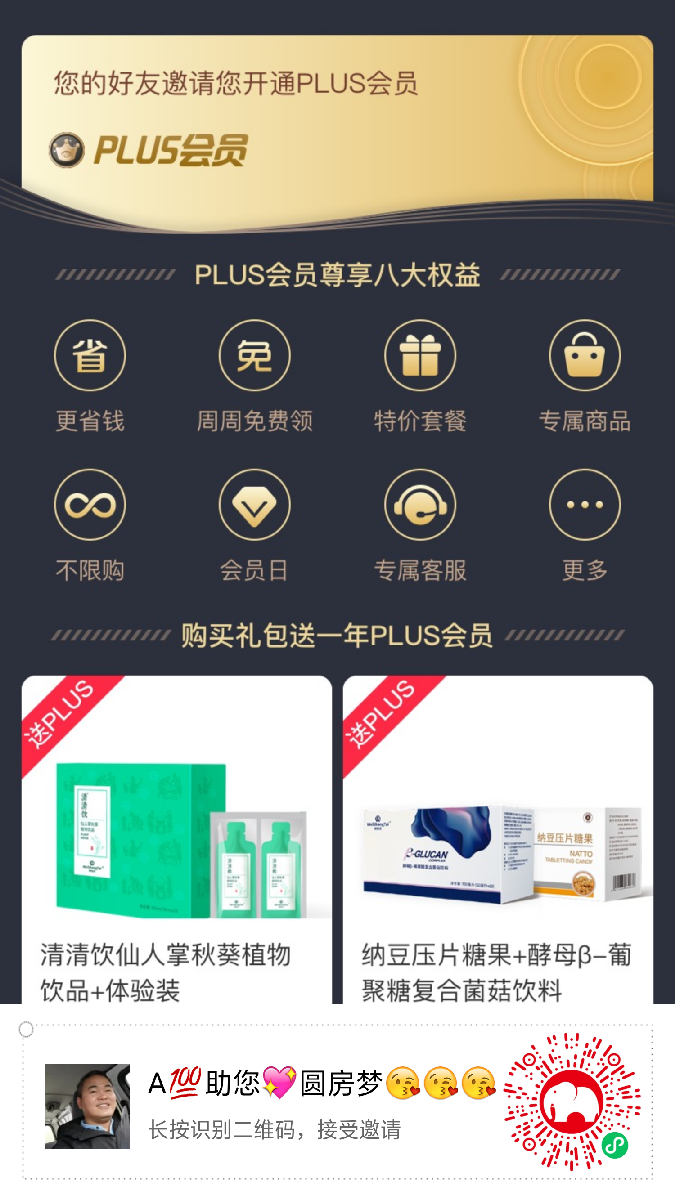 您的好友邀请您开通PLUS会员
PLUS会员
PLUS会员尊享八大权益
省 免
更省钱 周周免费领 特价套餐 专属商品
不限购 会员日 专属客服 更多
购买礼包送一年PLUS会员
送PLUS 送PLUS
清清饮
β-GLUCAN
纳豆压片糖果
NATTO
TABLETTING CANDY
清清饮仙人掌秋葵植物
饮品+体验装
纳豆压片糖果+酵母β-葡
聚糖复合菌菇饮料
A💯助您💖圆房梦😘😘😘
长按识别二维码，接受邀请